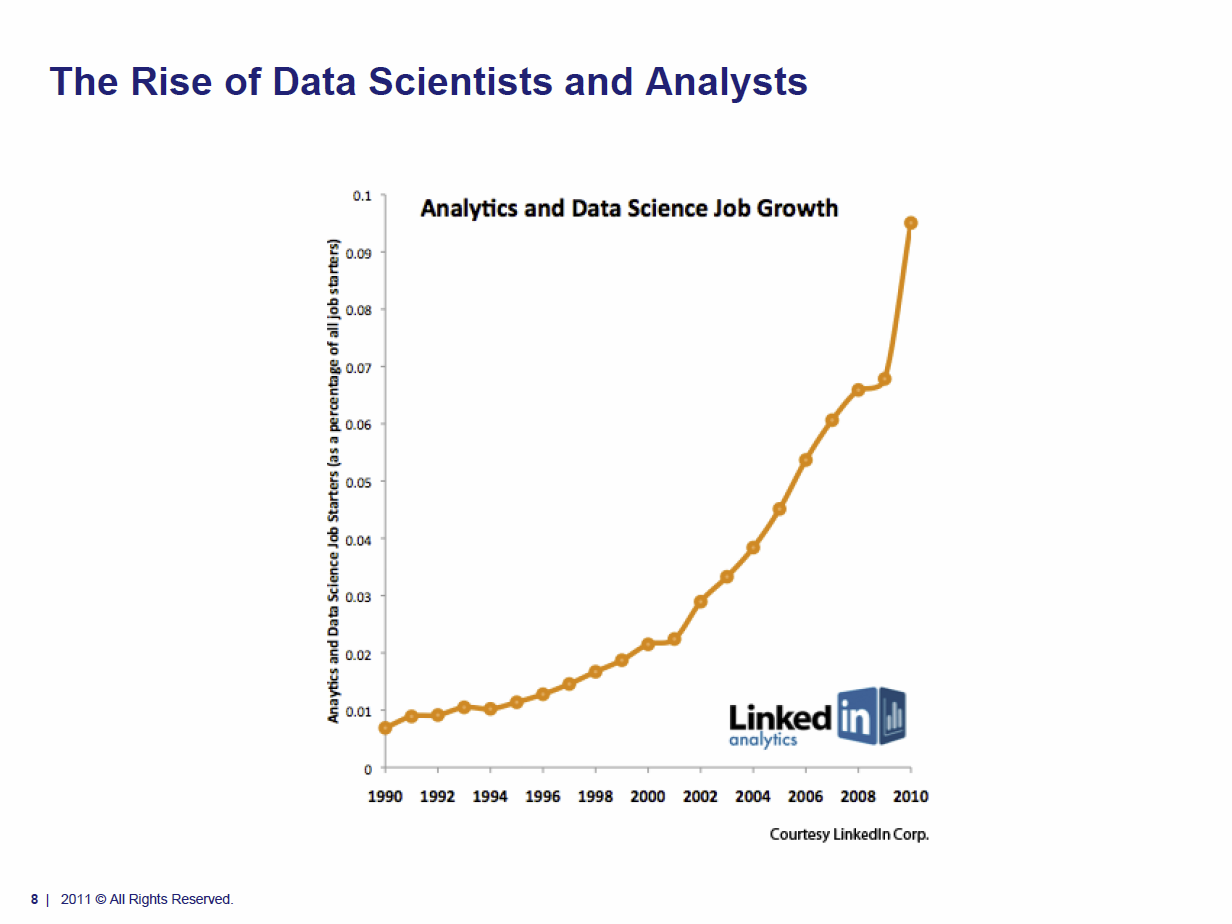 The Rise of Data Scientists and Analysts
Analytics and Data Science Job Growth
Anaytics and Data Science Job Starters (as a percentage of all job starters)
0.1
0.09
0.08
0.07
0.06
0.05
0.04
0.03
0.02
0.01
0
Linked in
analytics
1990 1992 1994 1996 1998 2000 2002 2004 2006 2008 2010
Courtesy LinkedIn Corp.
8 | 2011 © All Rights Reserved.